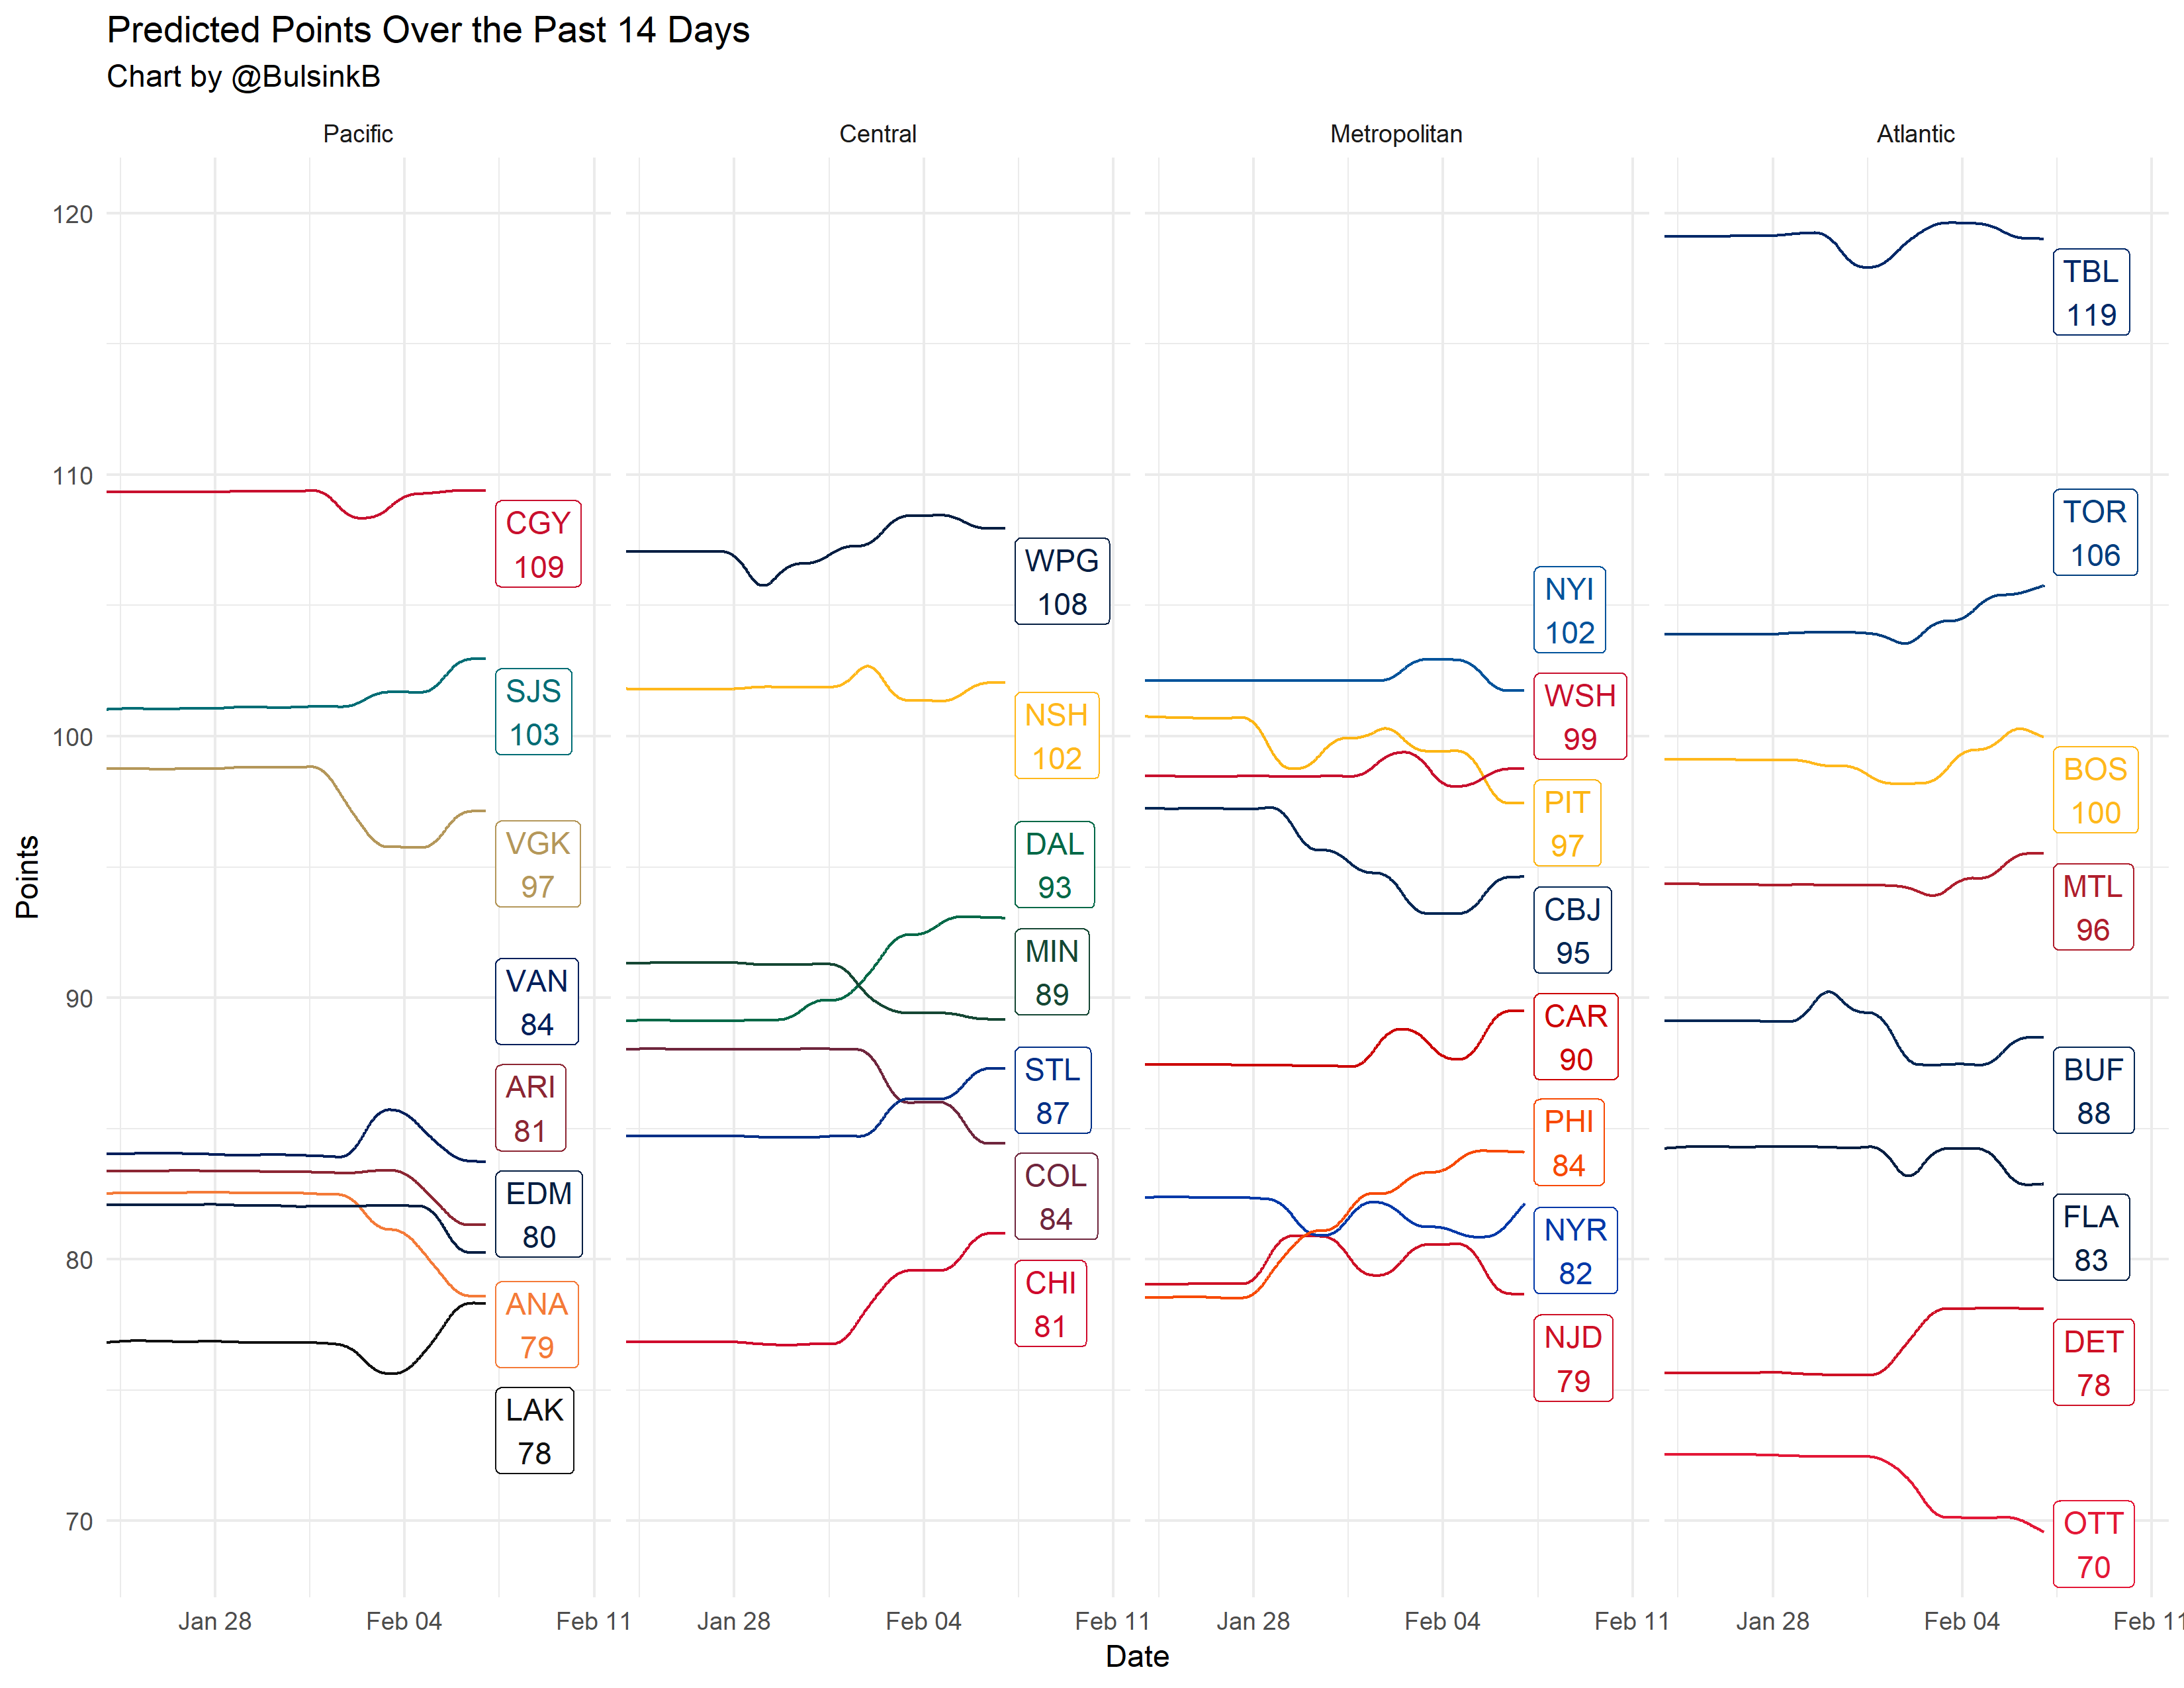 Predicted Points Over the Past 14 Days
Chart by @BulsinkB
Pacific
Central
Metropolitan
Atlantic
Points
120
110
100
90
80
70
CGY
109
SJS
103
VGK
97
VAN
84
ARI
81
EDM
80
ANA
79
LAK
78
WPG
108
NSH
102
DAL
93
MIN
89
STL
87
COL
84
CHI
81
NYI
102
WSH
99
PIT
97
CBJ
95
CAR
90
PHI
84
NYR
82
NJD
79
TBL
119
TOR
106
BOS
100
MTL
96
BUF
88
FLA
83
DET
78
OTT
70
Jan 28 Feb 04 Feb 11 Jan 28 Feb 04 Feb 11 Jan 28 Feb 04 Feb 11 Jan 28 Feb 04 Feb 11
Date